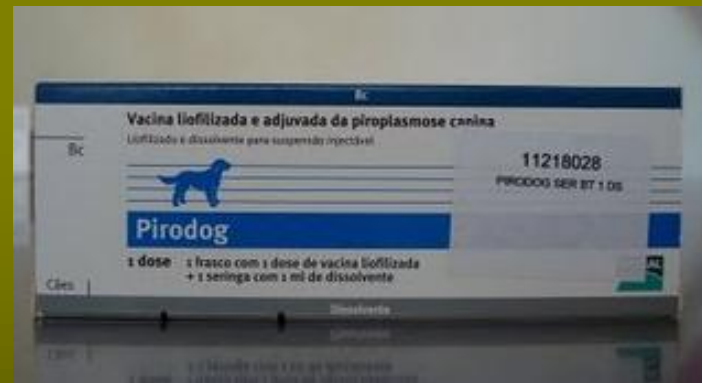 Bc
Vacina liofilizada e adjuvada da piroplasmose canina
Liofilizado e dissolvente para suspensão injectável
Bc
11218028
PIRODOG SER BT 1 DS
Pirodog
1 dose 1 frasco com 1 dose de vacina liofilizada
+ 1 seringa com 1 ml de dissolvente
Cães
Dissolvente